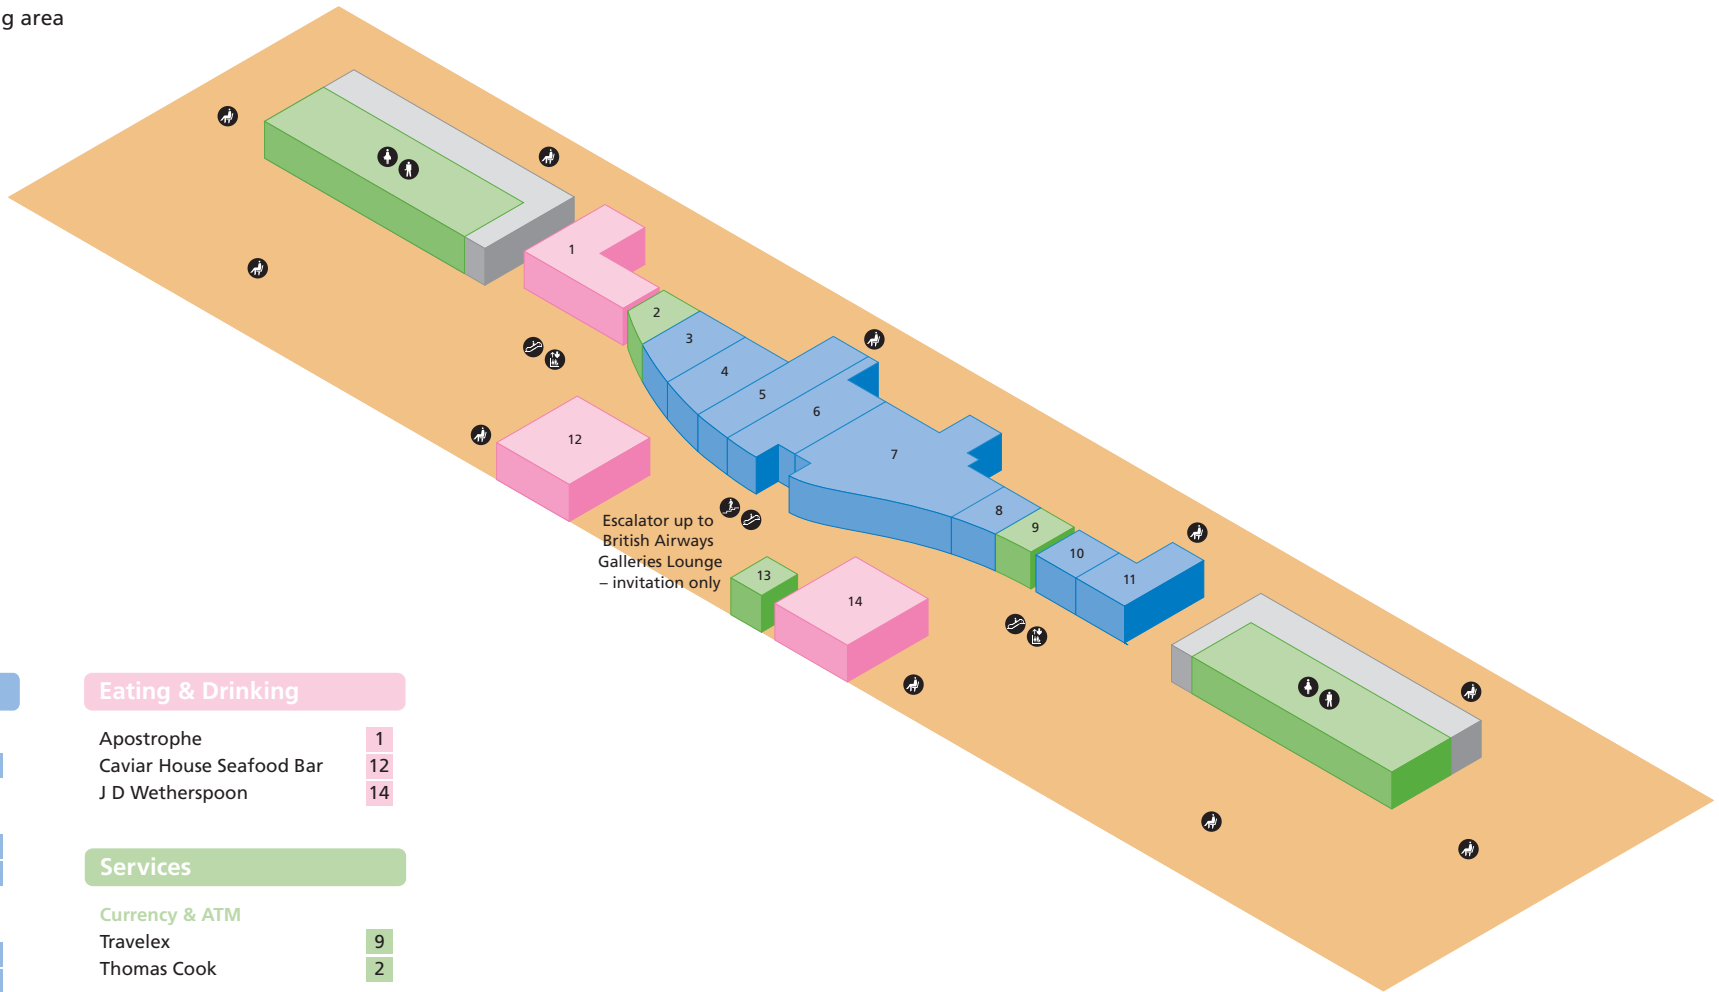 g area
1
2
3
4
5
6
7
8
9
10
11
12
13
14
Escalator up to
British Airways
Galleries Lounge
– invitation only
Eating & Drinking
Apostrophe 1
Caviar House Seafood Bar 12
J D Wetherspoon 14
Services
Currency & ATM
Travelex 9
Thomas Cook 2